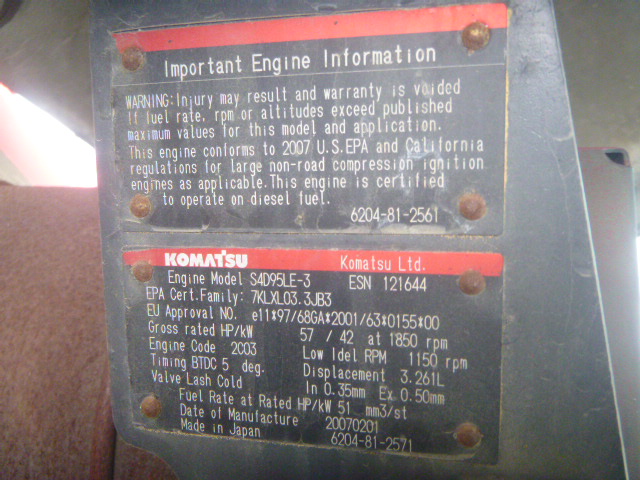 Important Engine Information
WARNING: Injury may result and warranty is voided
if fuel rate, rpm or altitudes exceed published
maximum values for this model and application.
This engine conforms to 2007 U.S.EPA and California
regulations for large non-road compression ignition
engines as applicable. This engine is certified
to operate on diesel fuel.
6204-81-2561
KOMATSU Komatsu Ltd.
Engine Model S4D95LE-3 ESN 121644
EPA Cert.Family: 7KLXL03.3JB3
EU Approval NO. e11*97/68GA*2001/63*0155*00
Gross rated HP/kW 57 / 42 at 1850 rpm
Engine Code 2C03 Low Idel RPM 1150 rpm
Timing BTDC 5 deg. Displacement 3.261L
Valve Lash Cold In 0.35mm Ex 0.50mm
Fuel Rate at Rated HP/kW 51 mm3/st
Date of Manufacture 20070201
Made in Japan 6204-81-2571